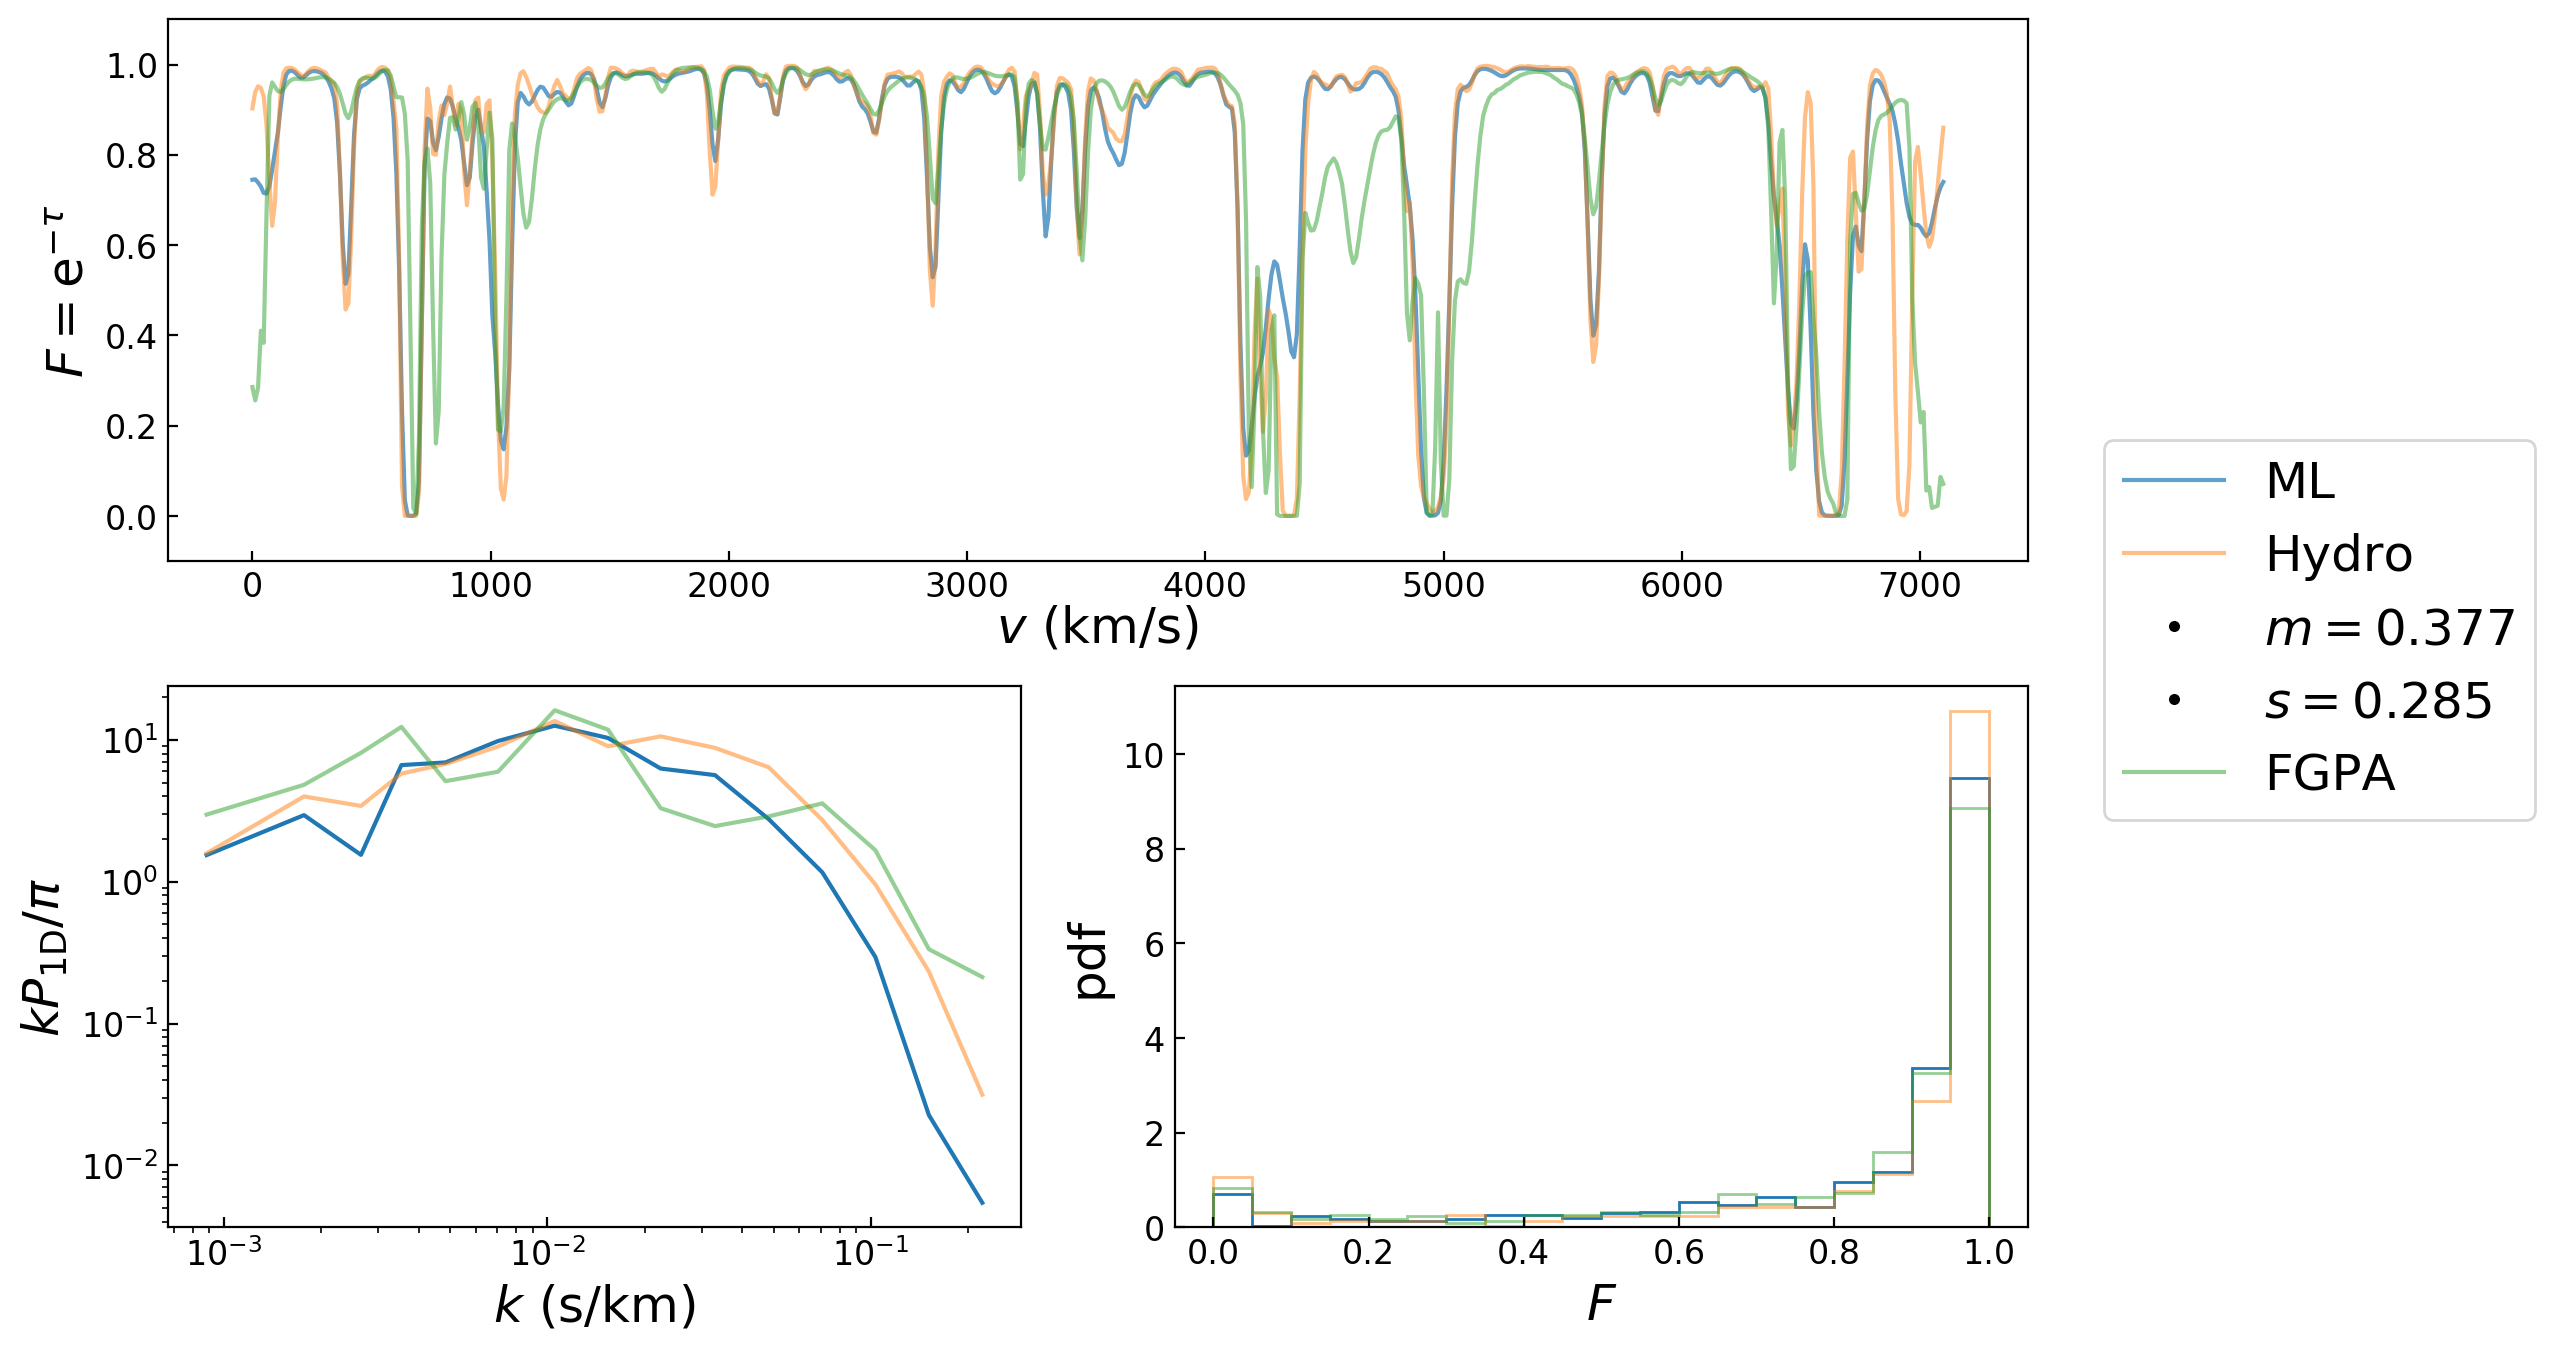 F = e^{-τ}
1.0
0.8
0.6
0.4
0.2
0.0
0 1000 2000 3000 4000 5000 6000 7000
v (km/s)
ML
Hydro
m = 0.377
s = 0.285
FGPA
kP_{1D}/π
10^1
10^0
10^{-1}
10^{-2}
10^{-3} 10^{-2} 10^{-1}
k (s/km)
pdf
10
8
6
4
2
0
0.0 0.2 0.4 0.6 0.8 1.0
F